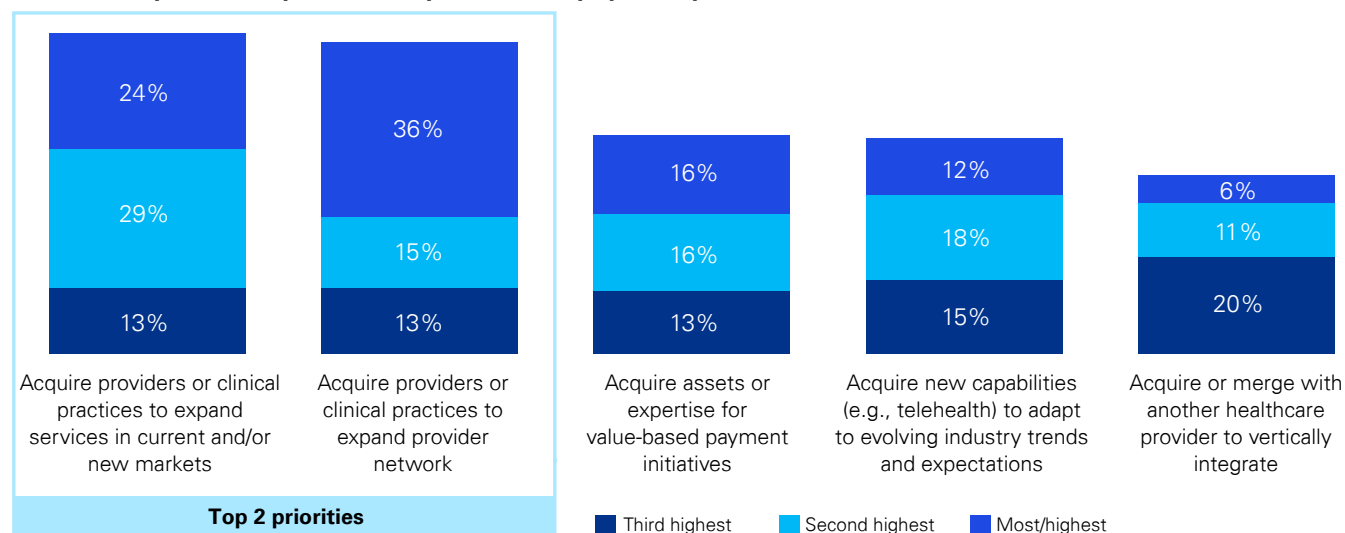 24%
29%
13%
36%
15%
13%
16%
16%
13%
12%
18%
15%
6%
11%
20%
Acquire providers or clinical
practices to expand
services in current and/or
new markets
Acquire providers or
clinical practices to
expand provider
network
Acquire assets or
expertise for
value-based payment
initiatives
Acquire new capabilities
(e.g., telehealth) to adapt
to evolving industry trends
and expectations
Acquire or merge with
another healthcare
provider to vertically
integrate
Top 2 priorities
Third highest
Second highest
Most/highest